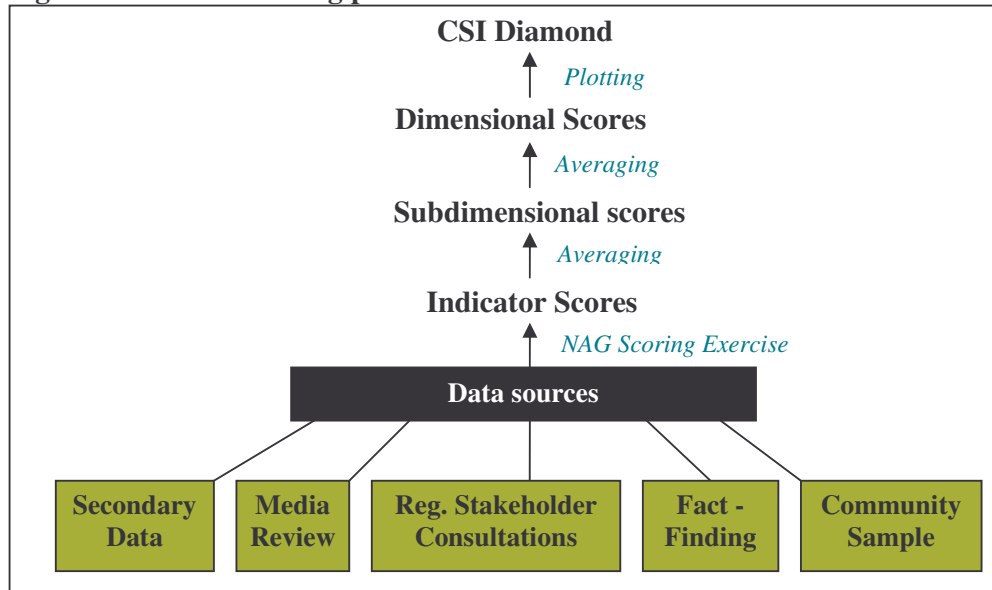 CSI Diamond
Plotting
Dimensional Scores
Averaging
Subdimensional scores
Averaging
Indicator Scores
NAG Scoring Exercise
Data sources
Secondary
Data
Media
Review
Reg. Stakeholder
Consultations
Fact -
Finding
Community
Sample